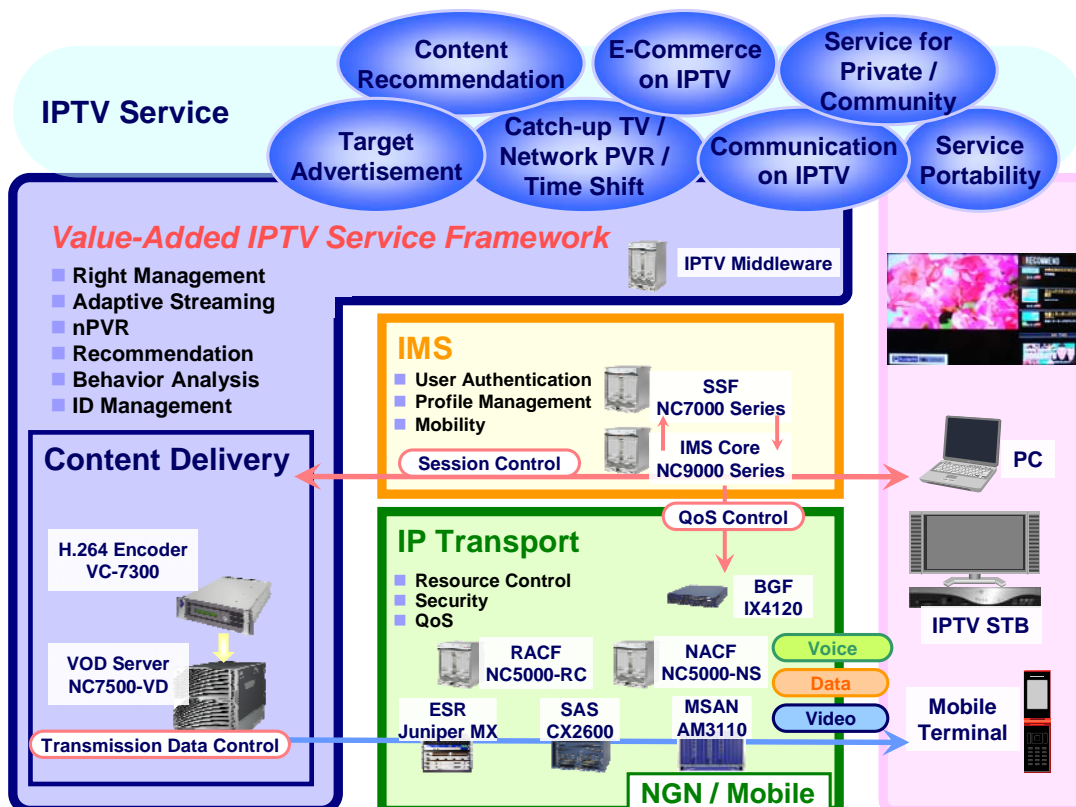 Content
Recommendation
E-Commerce
on IPTV
Service for
Private /
Community
IPTV Service
Target
Advertisement
Catch-up TV /
Network PVR /
Time Shift
Communication
on IPTV
Service
Portability
Value-Added IPTV Service Framework
IPTV Middleware
Right Management
Adaptive Streaming
nPVR
Recommendation
Behavior Analysis
ID Management
RECOMMEND
IMS
User Authentication
Profile Management
Mobility
SSF
NC7000 Series
IMS Core
NC9000 Series
Session Control
QoS Control
PC
Content Delivery
H.264 Encoder
VC-7300
VOD Server
NC7500-VD
Transmission Data Control
IP Transport
Resource Control
Security
QoS
BGF
IX4120
RACF
NC5000-RC
NACF
NC5000-NS
ESR
Juniper MX
SAS
CX2600
MSAN
AM3110
Voice
Data
Video
NGN / Mobile
IPTV STB
Mobile
Terminal